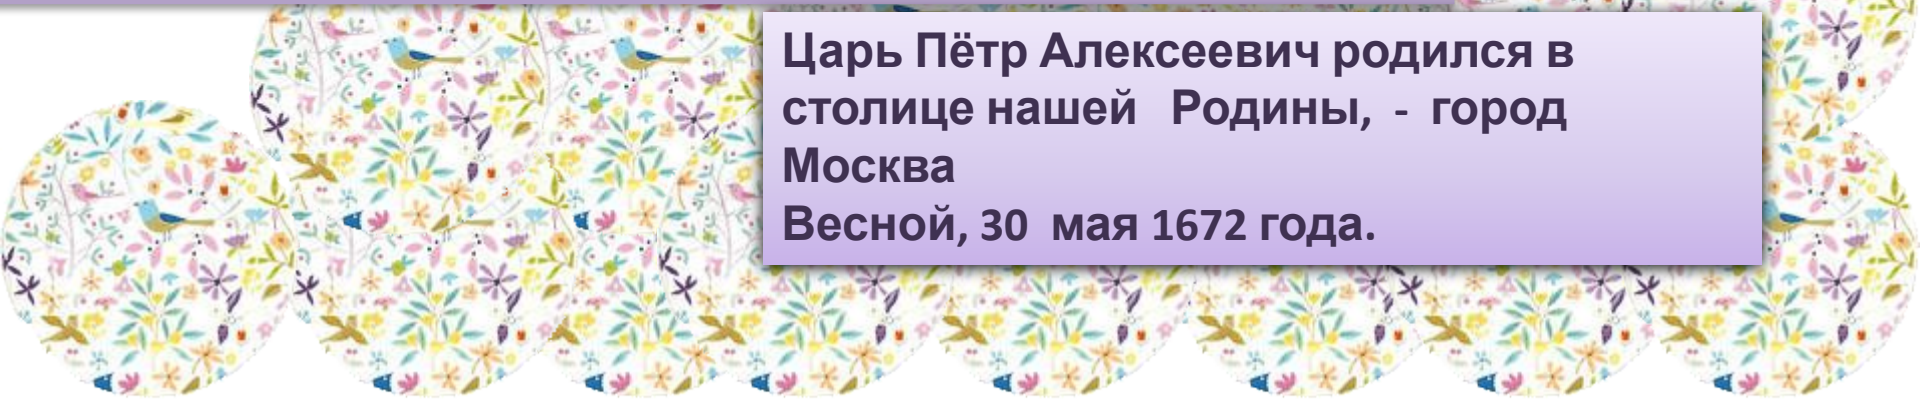 Царь Пётр Алексеевич родился в
столице нашей Родины, - город
Москва
Весной, 30 мая 1672 года.